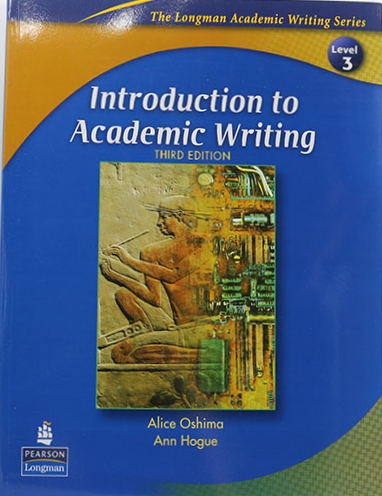 The Longman Academic Writing Series
Level
3
Introduction to
Academic Writing
THIRD EDITION
Alice Oshima
Ann Hogue
PEARSON
Longman